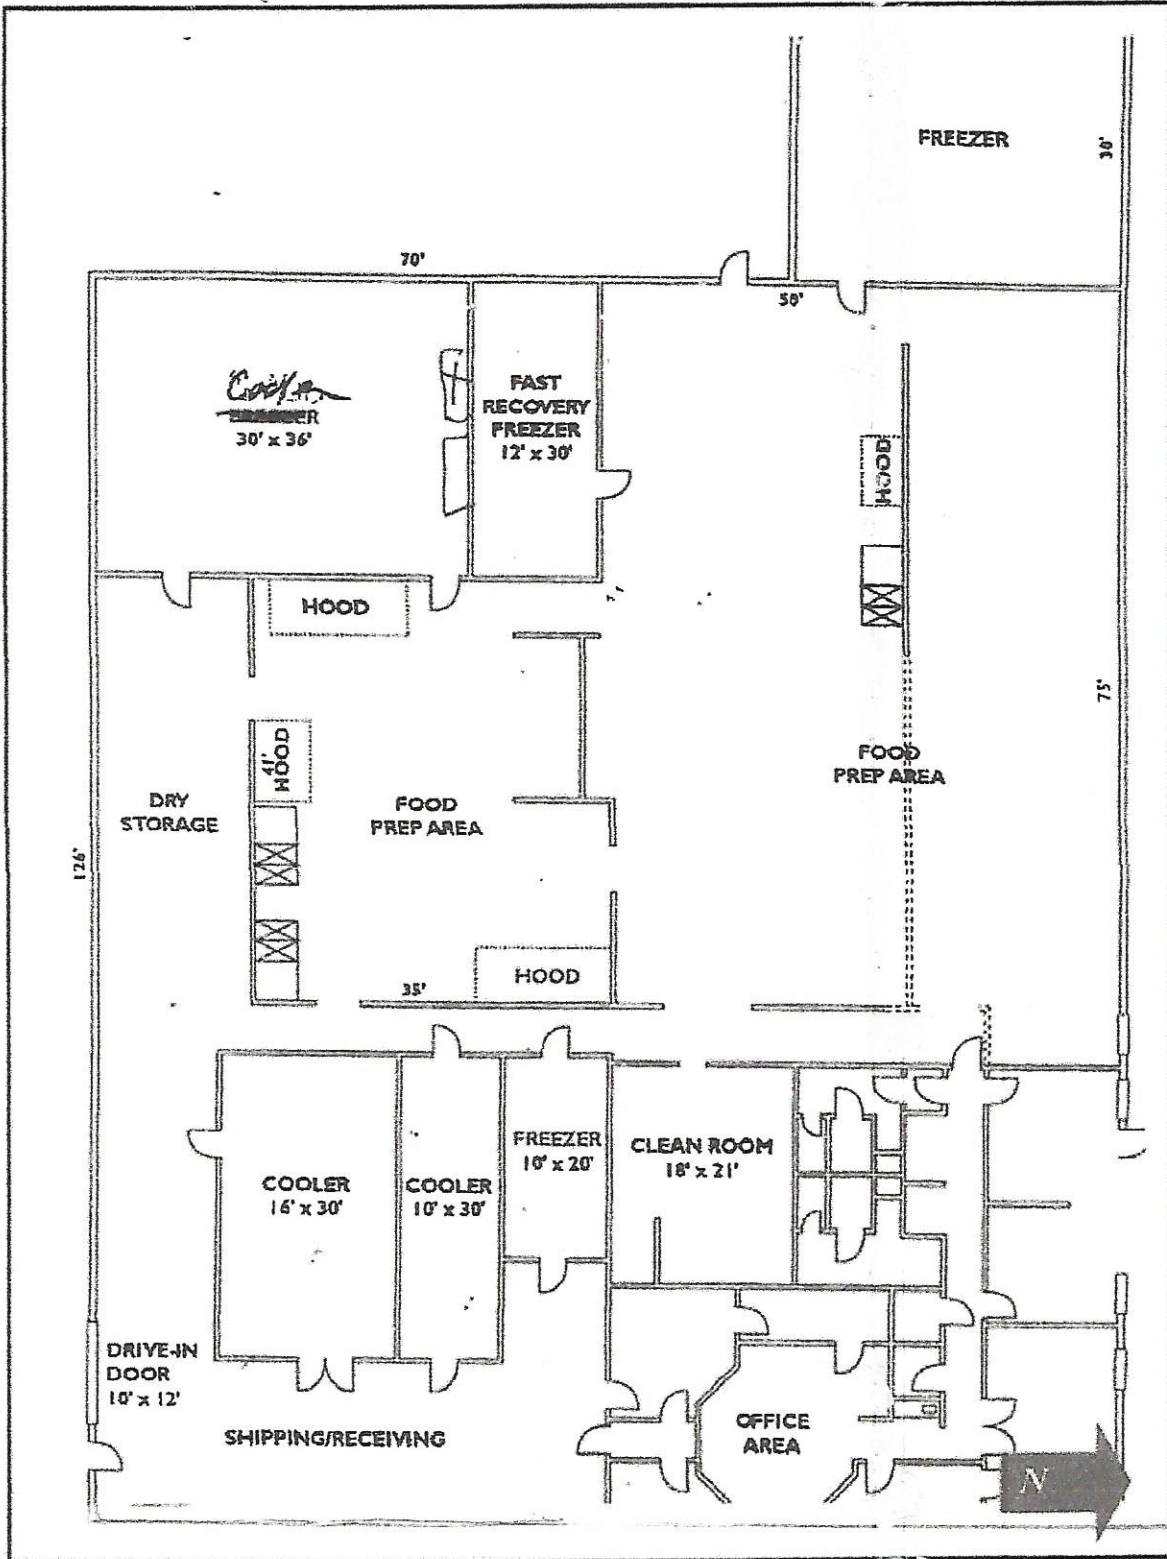 FREEZER
30'
70'
50'
Cooler
30' x 36'
FAST
RECOVERY
FREEZER
12' x 30'
HOOD
HOOD
41'
HOOD
75'
FOOD
PREP AREA
DRY
STORAGE
FOOD
PREP AREA
126'
HOOD
35'
FREEZER
10' x 20'
CLEAN ROOM
18' x 21'
COOLER
16' x 30'
COOLER
10' x 30'
DRIVE-IN
DOOR
10' x 12'
SHIPPING/RECEIVING
OFFICE
AREA
N